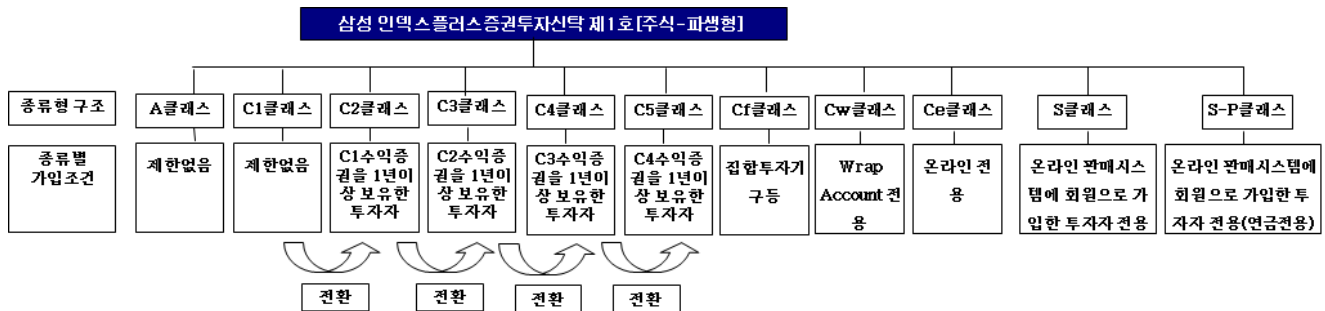 삼성 인덱스플러스증권투자신탁 제1호[주식-파생형]
종류형 구조
A클래스
C1클래스
C2클래스
C3클래스
C4클래스
C5클래스
Cf클래스
Cw클래스
Ce클래스
S클래스
S-P클래스
종류별
가입조건
제한없음
제한없음
C1수익증
권을 1년이
상 보유한
투자자
C2수익증
권을 1년이
상 보유한
투자자
C3수익증
권을 1년이
상 보유한
투자자
C4수익증
권을 1년이
상 보유한
투자자
집합투자기
구등
Wrap
Account 전
용
온라인 전
용
온라인 판매시스
템에 회원으로 가
입한 투자자 전용
온라인 판매시스템에
회원으로 가입한 투
자자 전용(연금전용)
전환
전환
전환
전환